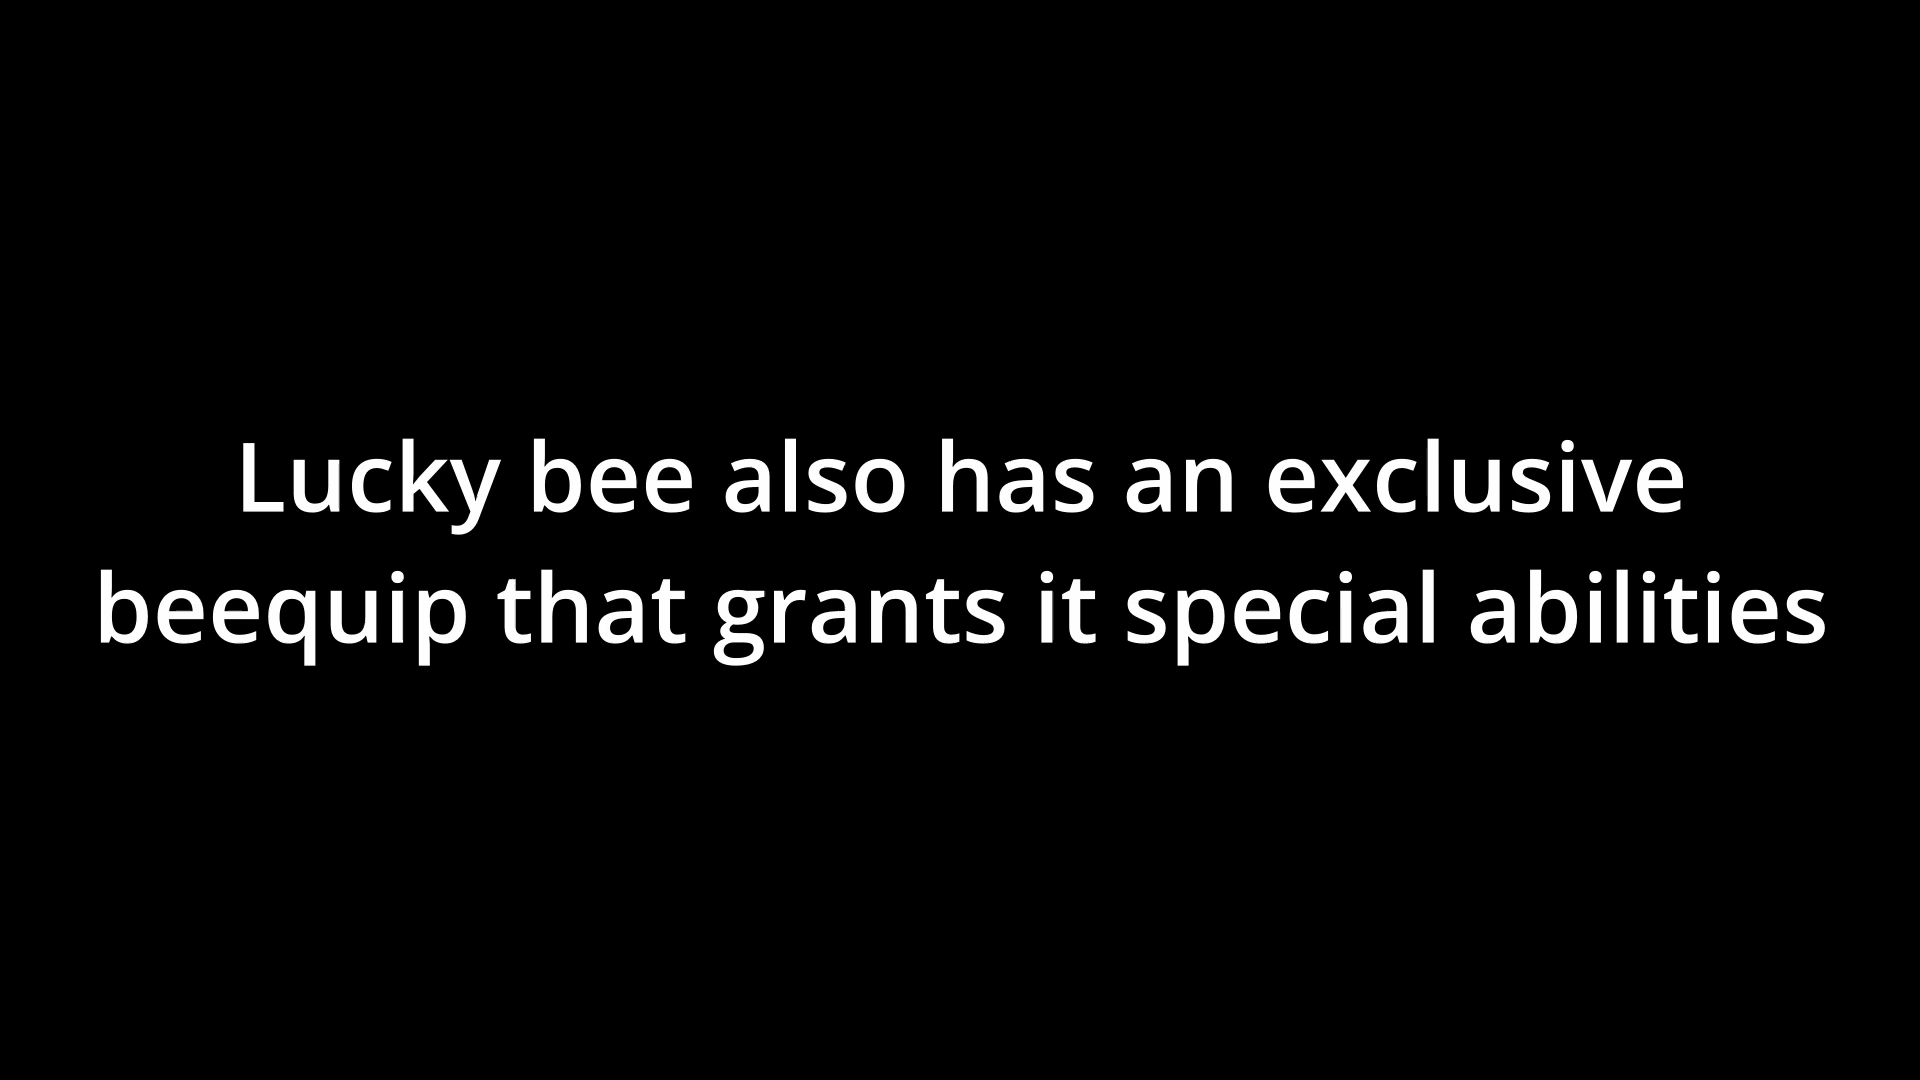 Lucky bee also has an exclusive
beequip that grants it special abilities